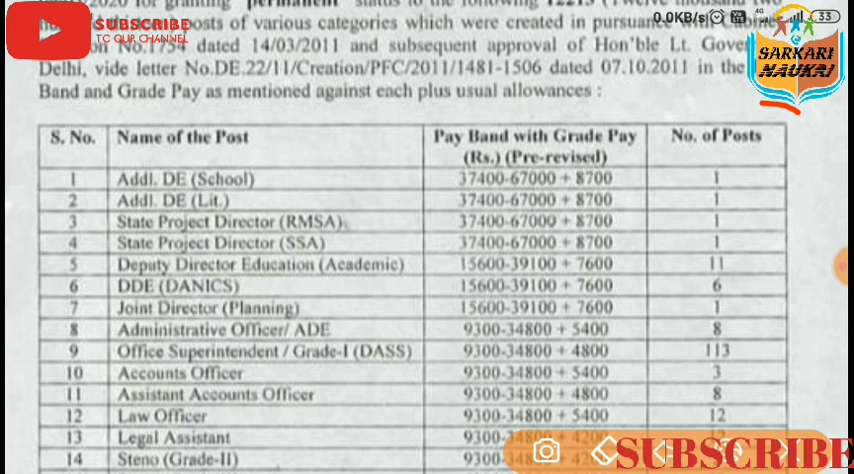 2020 for granting "permanent" status to the following 12213 (Twelve thousand two
0.0KB/s 4G 33
SUBSCRIBE
TO OUR CHANNEL
posts of various categories which were created in pursuance with Cabinet
No.1754 dated 14/03/2011 and subsequent approval of Hon'ble Lt. Gover
SARKARI
NAUKRI
Delhi, vide letter No.DE.22/11/Creation/PFC/2011/1481-1506 dated 07.10.2011 in the
Band and Grade Pay as mentioned against each plus usual allowances :
S. No. Name of the Post Pay Band with Grade Pay (Rs.) (Pre-revised) No. of Posts
1 Addl. DE (School) 37400-67000 + 8700 1
2 Addl. DE (Lit.) 37400-67000 + 8700 1
3 State Project Director (RMSA) 37400-67000 + 8700 1
4 State Project Director (SSA) 37400-67000 + 8700 1
5 Deputy Director Education (Academic) 15600-39100 + 7600 11
6 DDE (DANICS) 15600-39100 + 7600 6
7 Joint Director (Planning) 15600-39100 + 7600 1
8 Administrative Officer/ ADE 9300-34800 + 5400 8
9 Office Superintendent / Grade-I (DASS) 9300-34800 + 4800 113
10 Accounts Officer 9300-34800 + 5400 3
11 Assistant Accounts Officer 9300-34800 + 4800 8
12 Law Officer 9300-34800 + 5400 12
13 Legal Assistant 9300-34800 + 4200
14 Steno (Grade-II) 9300-
SUBSCRIBE